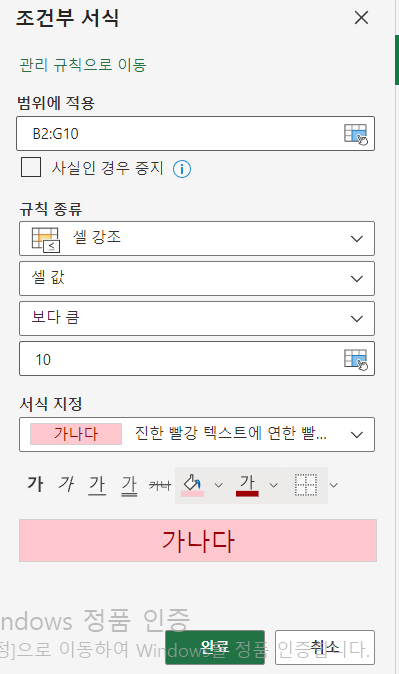 조건부 서식
관리 규칙으로 이동
범위에 적용
B2:G10
사실인 경우 중지
규칙 종류
셀 강조
셀 값
보다 큼
10
서식 지정
가나다 진한 빨강 텍스트에 연한 빨...
가 가 가 가 가나 가
가나다
ndows 정품 인증
정]으로 이동하여 Windows를 정품 인증합니다.
완료 취소